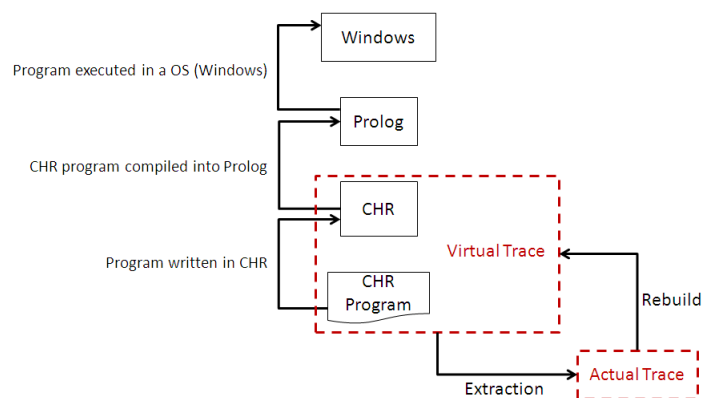 Windows
Program executed in a OS (Windows)
Prolog
CHR program compiled into Prolog
CHR
Virtual Trace
Program written in CHR
CHR
Program
Rebuild
Actual Trace
Extraction